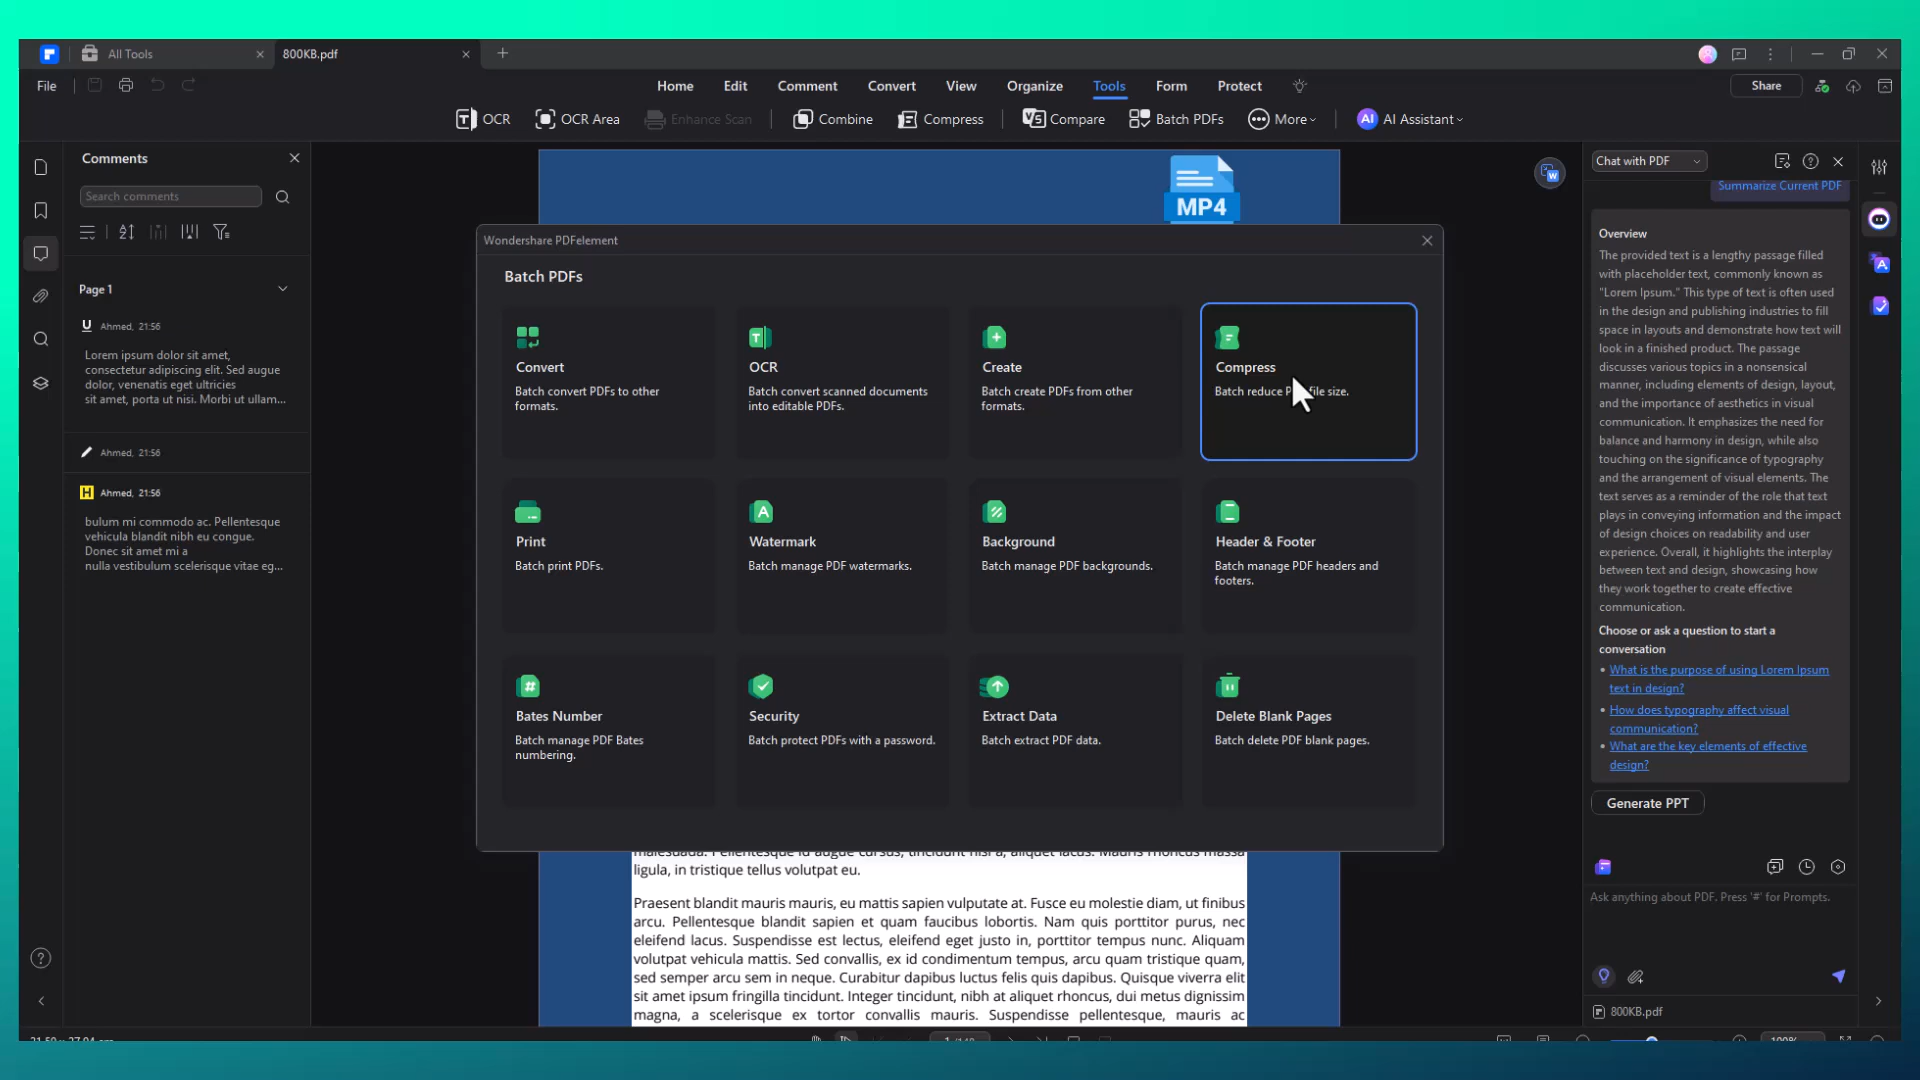 All Tools
800KB.pdf
File
Home
Edit
Comment
Convert
View
Organize
Tools
Form
Protect
Share
OCR
OCR Area
Enhance Scan
Combine
Compress
Compare
Batch PDFs
More
AI Assistant
Comments
Search comments
Page 1
Ahmed, 21:56
Lorem ipsum dolor sit amet,
consectetur adipiscing elit. Sed augue
dolor, venenatis eget ultricies
sit amet, porta ut nisi. Morbi ut ullam...
Ahmed, 21:56
Ahmed, 21:56
bulum mi commodo ac. Pellentesque
vehicula blandit nibh eu congue.
Donec sit amet mi a
nulla vestibulum scelerisque vitae eg...
MP4
Wondershare PDFelement
Batch PDFs
Convert
Batch convert PDFs to other
formats.
OCR
Batch convert scanned documents
into editable PDFs.
Create
Batch create PDFs from other
formats.
Compress
Batch reduce file size.
Print
Batch print PDFs.
Watermark
Batch manage PDF watermarks.
Background
Batch manage PDF backgrounds.
Header & Footer
Batch manage PDF headers and
footers.
Bates Number
Batch manage PDF Bates
numbering.
Security
Batch protect PDFs with a password.
Extract Data
Batch extract PDF data.
Delete Blank Pages
Batch delete PDF blank pages.
malesuada. Pellentesque id augue cursus, tincidunt nisi a, aliquet lacus. Mauris rhoncus massa
ligula, in tristique tellus volutpat eu.
Praesent blandit mauris mauris, eu mattis sapien vulputate at. Fusce eu molestie diam, ut finibus
arcu. Pellentesque blandit sapien et quam faucibus lobortis. Nam quis porttitor purus, nec
eleifend lacus. Suspendisse est lectus, eleifend eget justo in, porttitor tempus nunc. Aliquam
volutpat vehicula mattis. Sed convallis, ex id condimentum tempus, arcu quam tristique quam,
sed semper arcu sem in neque. Curabitur dapibus luctus felis quis dapibus. Quisque viverra elit
sit amet ipsum fringilla tincidunt. Integer tincidunt, nibh at aliquet rhoncus, dui metus dignissim
magna, a scelerisque ex tortor convallis mauris. Suspendisse pellentesque, mauris ac
Chat with PDF
Summarize Current PDF
Overview
The provided text is a lengthy passage filled
with placeholder text, commonly known as
"Lorem Ipsum." This type of text is often used
in the design and publishing industries to fill
space in layouts and demonstrate how text will
look in a finished product. The passage
discusses various topics in a nonsensical
manner, including elements of design, layout,
and the importance of aesthetics in visual
communication. It emphasizes the need for
balance and harmony in design, while also
touching on the significance of typography
and the arrangement of visual elements. The
text serves as a reminder of the role that text
plays in conveying information and the impact
of design choices on readability and user
experience. Overall, it highlights the interplay
between text and design, showcasing how
they work together to create effective
communication.
Choose or ask a question to start a
conversation
• What is the purpose of using Lorem Ipsum
text in design?
• How does typography affect visual
communication?
• What are the key elements of effective
design?
Generate PPT
Ask anything about PDF. Press '#' for Prompts.
800KB.pdf